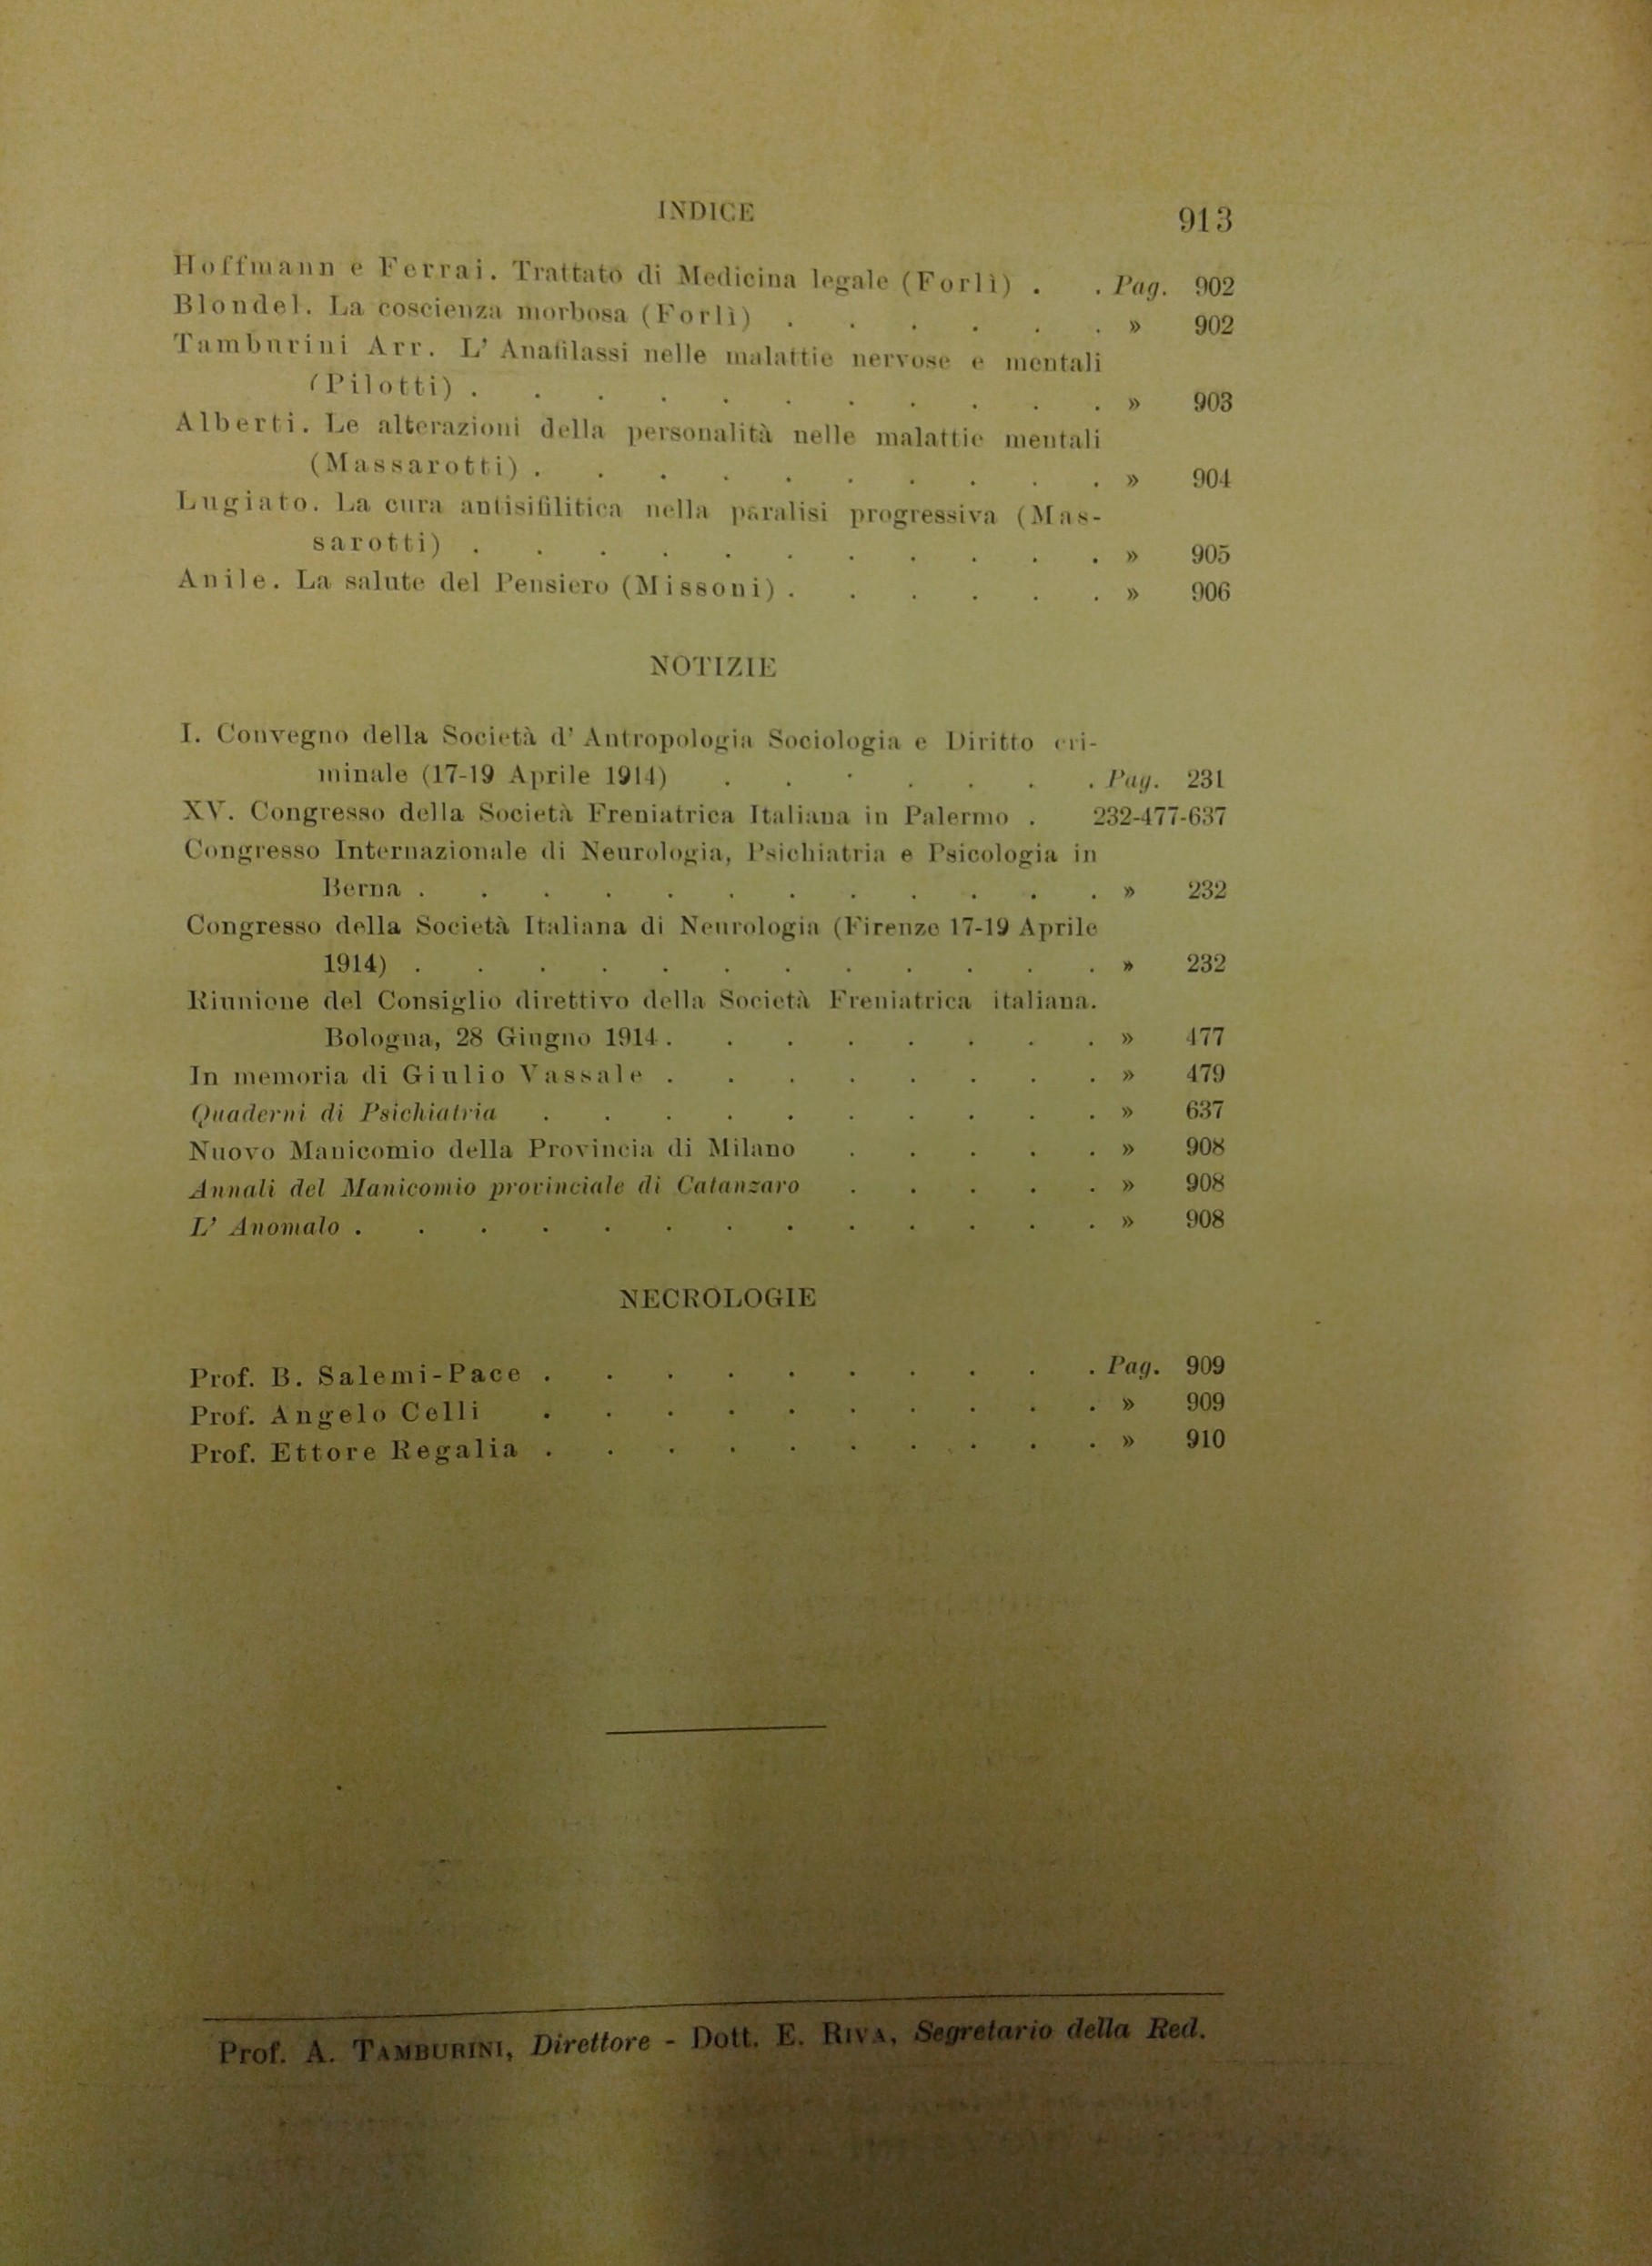 INDICE 913
Hoffmann e Ferrai. Trattato di Medicina legale (Forlì) . . Pag. 902
Blondel. La coscienza morbosa (Forlì) . . . . . . » 902
Tamburini Arr. L' Anafilassi nelle malattie nervose e mentali
(Pilotti) . . . . . . . . . . . » 903
Alberti. Le alterazioni della personalità nelle malattie mentali
(Massarotti) . . . . . . . . . . » 904
Lugiato. La cura antisifilitica nella paralisi progressiva (Mas-
sarotti) . . . . . . . . . . . » 905
Anile. La salute del Pensiero (Missoni) . . . . . . » 906
NOTIZIE
I. Convegno della Società d' Antropologia Sociologia e Diritto cri-
minale (17-19 Aprile 1914) . . . . . . . Pag. 231
XV. Congresso della Società Freniatrica Italiana in Palermo . 232-477-637
Congresso Internazionale di Neurologia, Psichiatria e Psicologia in
Berna . . . . . . . . . . . . » 232
Congresso della Società Italiana di Neurologia (Firenze 17-19 Aprile
1914) . . . . . . . . . . . . » 232
Riunione del Consiglio direttivo della Società Freniatrica italiana.
Bologna, 28 Giugno 1914 . . . . . . . . » 477
In memoria di Giulio Vassale . . . . . . . . » 479
Quaderni di Psichiatria . . . . . . . . . . » 637
Nuovo Manicomio della Provincia di Milano . . . . . » 908
Annali del Manicomio provinciale di Catanzaro . . . . . » 908
L' Anomalo . . . . . . . . . . . . . » 908
NECROLOGIE
Prof. B. Salemi-Pace . . . . . . . . . . Pag. 909
Prof. Angelo Celli . . . . . . . . . . » 909
Prof. Ettore Regalia . . . . . . . . . . » 910
Prof. A. TAMBURINI, Direttore - Dott. E. RIVA, Segretario della Red.